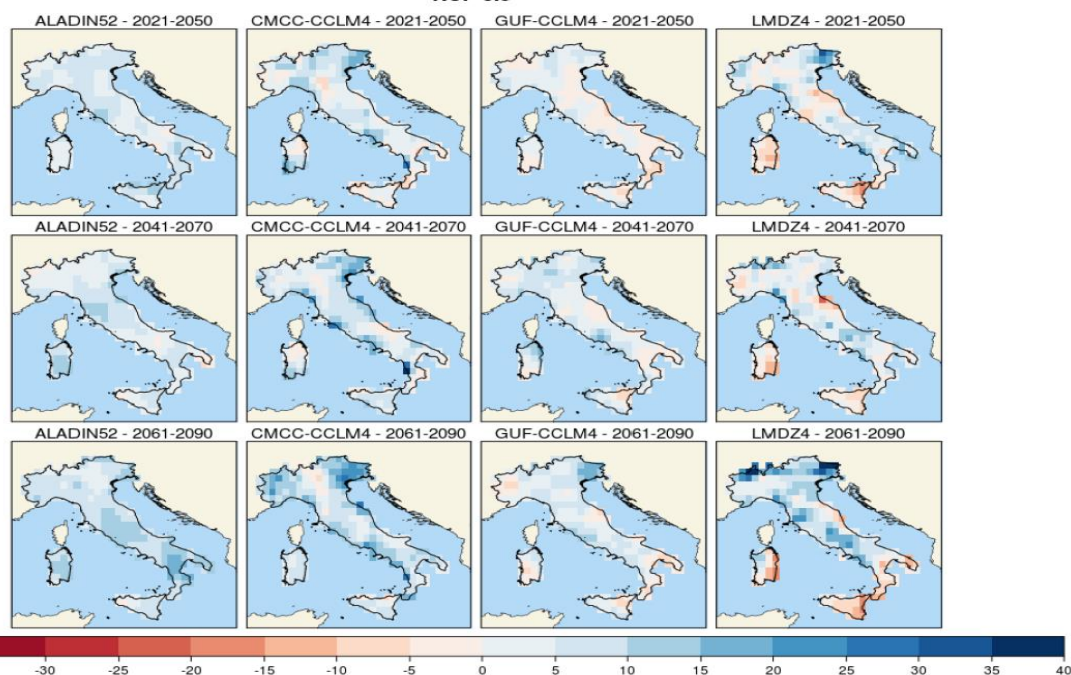 ALADIN52 - 2021-2050 CMCC-CCLM4 - 2021-2050 GUF-CCLM4 - 2021-2050 LMDZ4 - 2021-2050
ALADIN52 - 2041-2070 CMCC-CCLM4 - 2041-2070 GUF-CCLM4 - 2041-2070 LMDZ4 - 2041-2070
ALADIN52 - 2061-2090 CMCC-CCLM4 - 2061-2090 GUF-CCLM4 - 2061-2090 LMDZ4 - 2061-2090
-30 -25 -20 -15 -10 -5 0 5 10 15 20 25 30 35 40